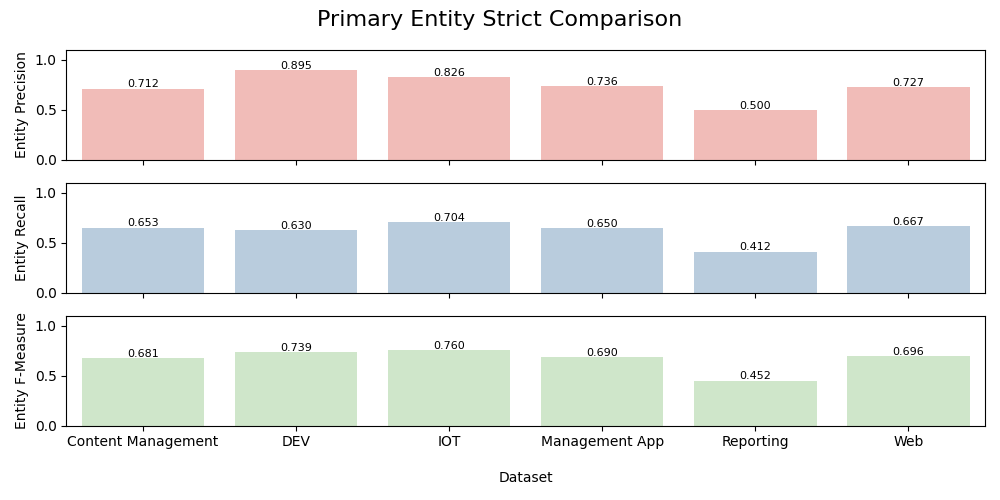 Primary Entity Strict Comparison
Entity Precision
1.0
0.5
0.0
0.712
0.895
0.826
0.736
0.500
0.727
Entity Recall
1.0
0.5
0.0
0.653
0.630
0.704
0.650
0.412
0.667
Entity F-Measure
1.0
0.5
0.0
0.681
0.739
0.760
0.690
0.452
0.696
Content Management
DEV
IOT
Management App
Reporting
Web
Dataset